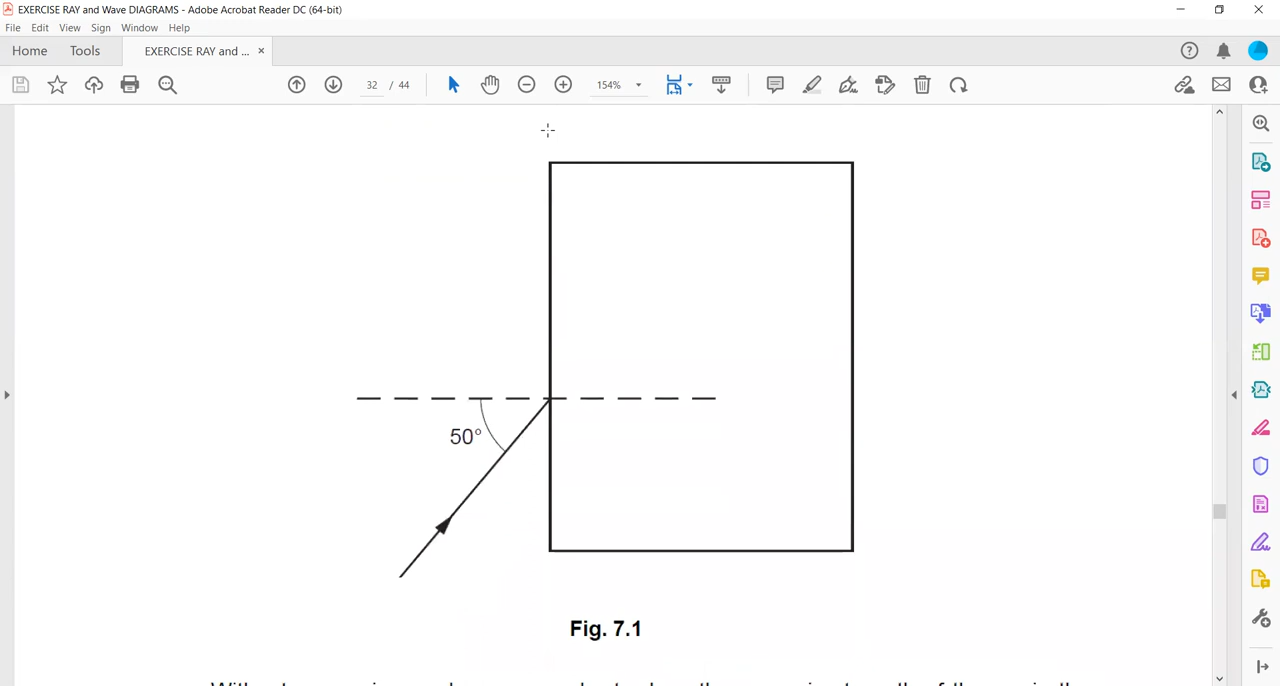 EXERCISE RAY and Wave DIAGRAMS - Adobe Acrobat Reader DC (64-bit)
File Edit View Sign Window Help
Home Tools EXERCISE RAY and ... ×
32 / 44 154%
50°
Fig. 7.1